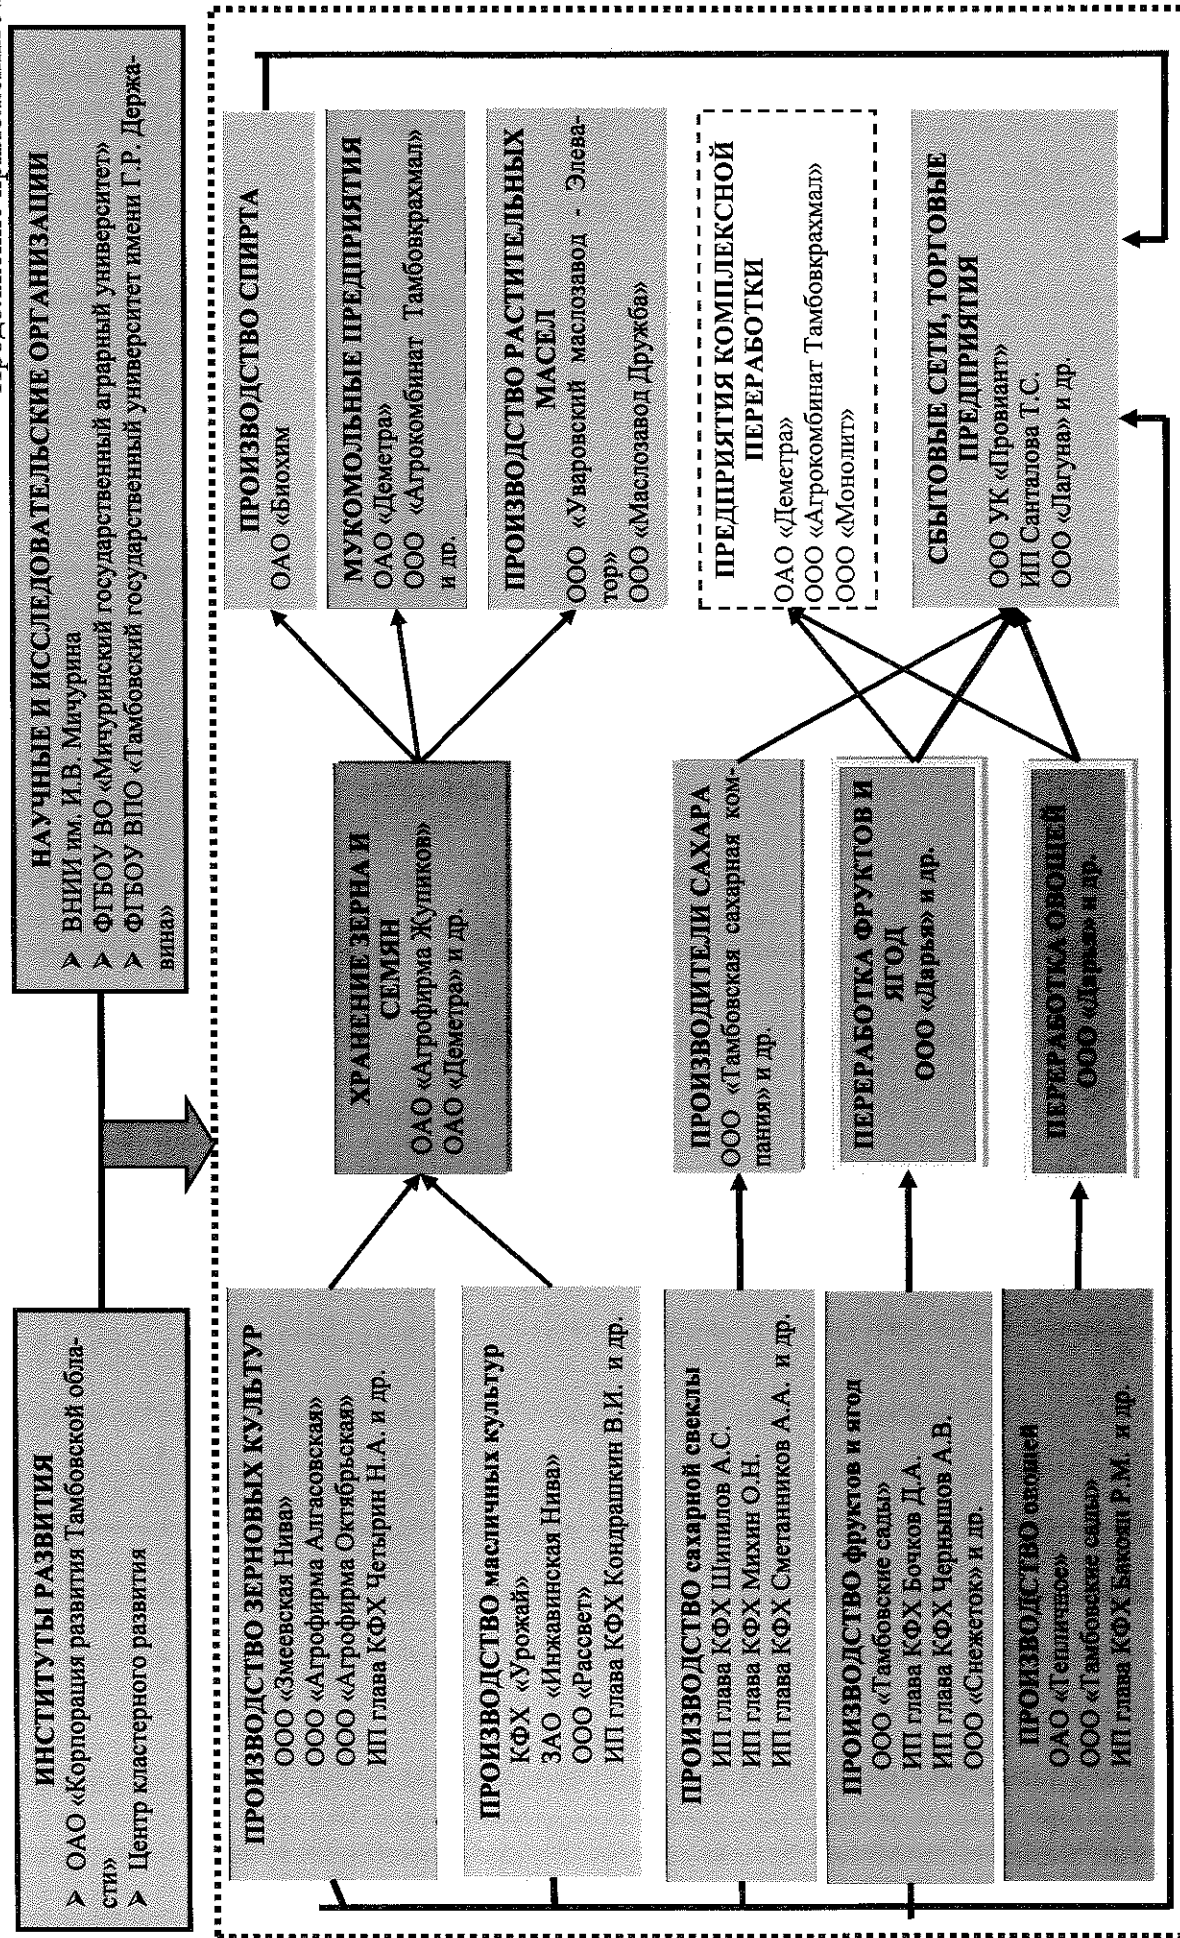 ИНСТИТУТЫ РАЗВИТИЯ
➢ ОАО «Корпорация развития Тамбовской обла-
сти»
➢ Центр кластерного развития
НАУЧНЫЕ И ИССЛЕДОВАТЕЛЬСКИЕ ОРГАНИЗАЦИИ
➢ ВНИИ им. И.В. Мичурина
➢ ФГБОУ ВО «Мичуринский государственный аграрный университет»
➢ ФГБОУ ВПО «Тамбовский государственный университет имени Г.Р. Держа-
вина»
ПРОИЗВОДСТВО ЗЕРНОВЫХ КУЛЬТУР
ООО «Змеевская Нива»
ООО «Агрофирма Алгасовская»
ООО «Агрофирма Октябрьская»
ИП глава КФХ Четырин Н.А. и др.
ПРОИЗВОДСТВО масличных культур
КФХ «Урожай»
ЗАО «Инжавинская Нива»
ООО «Рассвет»
ИП глава КФХ Кондрашкин В.И. и др.
ПРОИЗВОДСТВО сахарной свеклы
ИП глава КФХ Шипилов А.С.
ИП глава КФХ Михин О.Н.
ИП глава КФХ Сметанников А.А. и др.
ПРОИЗВОДСТВО фруктов и ягод
ООО «Тамбовские сады»
ИП глава КФХ Бочков Д.А.
ИП глава КФХ Чернышов А.В.
ООО «Снежеток» и др.
ПРОИЗВОДСТВО овощей
ОАО «Тепличное»
ООО «Тамбовские сады»
ИП глава КФХ Бакоян Р.М. и др.
ХРАНЕНИЕ ЗЕРНА И
СЕМЯН
ОАО «Агрофирма Жупиков»
ОАО «Деметра» и др.
ПРОИЗВОДИТЕЛИ САХАРА
ООО «Тамбовская сахарная ком-
пания» и др.
ПЕРЕРАБОТКА ФРУКТОВ И
ЯГОД
ООО «Дарья» и др.
ПЕРЕРАБОТКА ОВОЩЕЙ
ООО «Дарья» и др.
ПРОИЗВОДСТВО СПИРТА
ОАО «Биохим
МУКОМОЛЬНЫЕ ПРЕДПРИЯТИЯ
ОАО «Деметра»
ООО «Агрокомбинат Тамбовкрахмал»
и др.
ПРОИЗВОДСТВО РАСТИТЕЛЬНЫХ
МАСЕЛ
ООО «Уваровский маслозавод - Элева-
тор»
ООО «Маслозавод Дружба»
ПРЕДПРИЯТИЯ КОМПЛЕКСНОЙ
ПЕРЕРАБОТКИ
ОАО «Деметра»
ООО «Агрокомбинат Тамбовкрахмал»
ООО «Монолит»
СБЫТОВЫЕ СЕТИ, ТОРГОВЫЕ
ПРЕДПРИЯТИЯ
ООО УК «Провиант»
ИП Санталова Т.С.
ООО «Лагуна» и др.